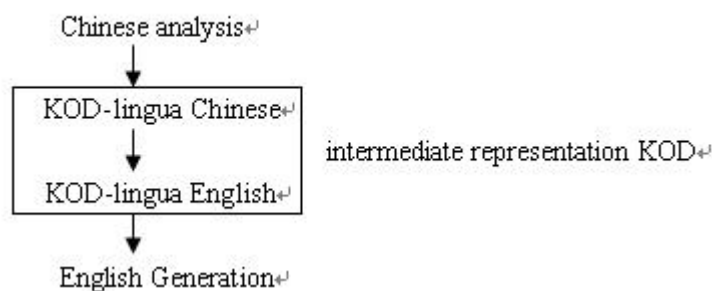 Chinese analysis↵
KOD-lingua Chinese↵
intermediate representation KOD↵
KOD-lingua English↵
English Generation↵